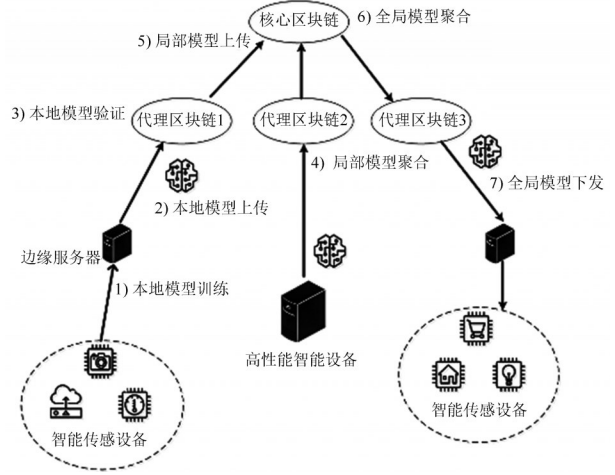 核心区块链
6) 全局模型聚合
5) 局部模型上传
3) 本地模型验证
代理区块链1
代理区块链2
代理区块链3
4) 局部模型聚合
7) 全局模型下发
2) 本地模型上传
边缘服务器
1) 本地模型训练
高性能智能设备
智能传感设备
智能传感设备